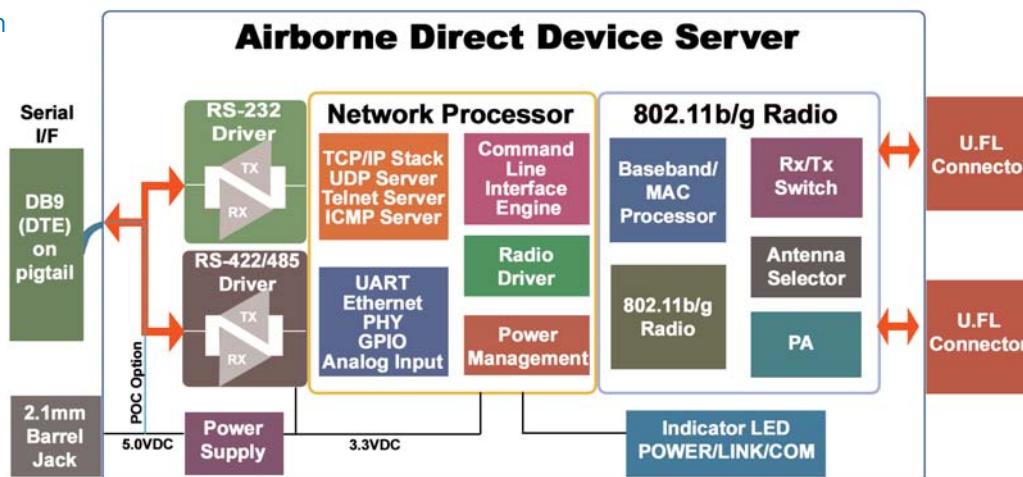 n
Airborne Direct Device Server
Serial
I/F
DB9
(DTE)
on
pigtail
2.1mm
Barrel
Jack
POC Option
5.0VDC
RS-232
Driver
TX
RX
RS-422/485
Driver
TX
RX
Power
Supply
3.3VDC
Network Processor
TCP/IP Stack
UDP Server
Telnet Server
ICMP Server
Command
Line
Interface
Engine
UART
Ethernet
PHY
GPIO
Analog Input
Radio
Driver
Power
Management
802.11b/g Radio
Baseband/
MAC
Processor
Rx/Tx
Switch
802.11b/g
Radio
Antenna
Selector
PA
Indicator LED
POWER/LINK/COM
U.FL
Connector
U.FL
Connector